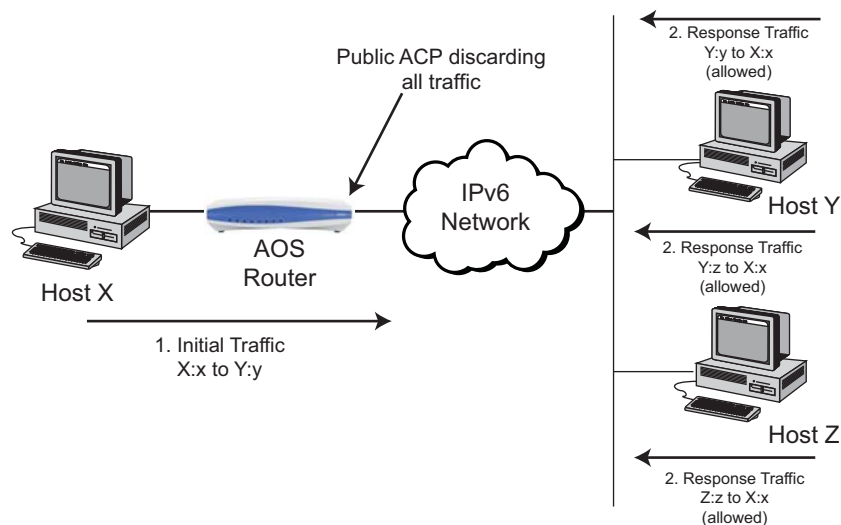 Public ACP discarding
all traffic
2. Response Traffic
Y:y to X:x
(allowed)
Host X
AOS
Router
IPv6
Network
Host Y
1. Initial Traffic
X:x to Y:y
2. Response Traffic
Y:z to X:x
(allowed)
Host Z
2. Response Traffic
Z:z to X:x
(allowed)